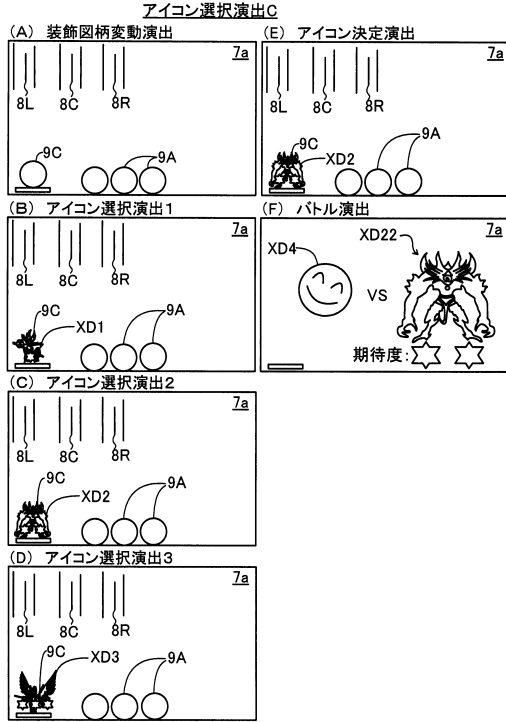 アイコン選択演出C
(A) 装飾図柄変動演出
7a
8L 8C 8R
9C
9A
(B) アイコン選択演出1
7a
8L 8C 8R
9C
XD1
9A
(C) アイコン選択演出2
7a
8L 8C 8R
9C
XD2
9A
(D) アイコン選択演出3
7a
8L 8C 8R
9C
XD3
9A
(E) アイコン決定演出
7a
8L 8C 8R
9C
XD2
9A
(F) バトル演出
7a
XD4
XD22
VS
期待度: